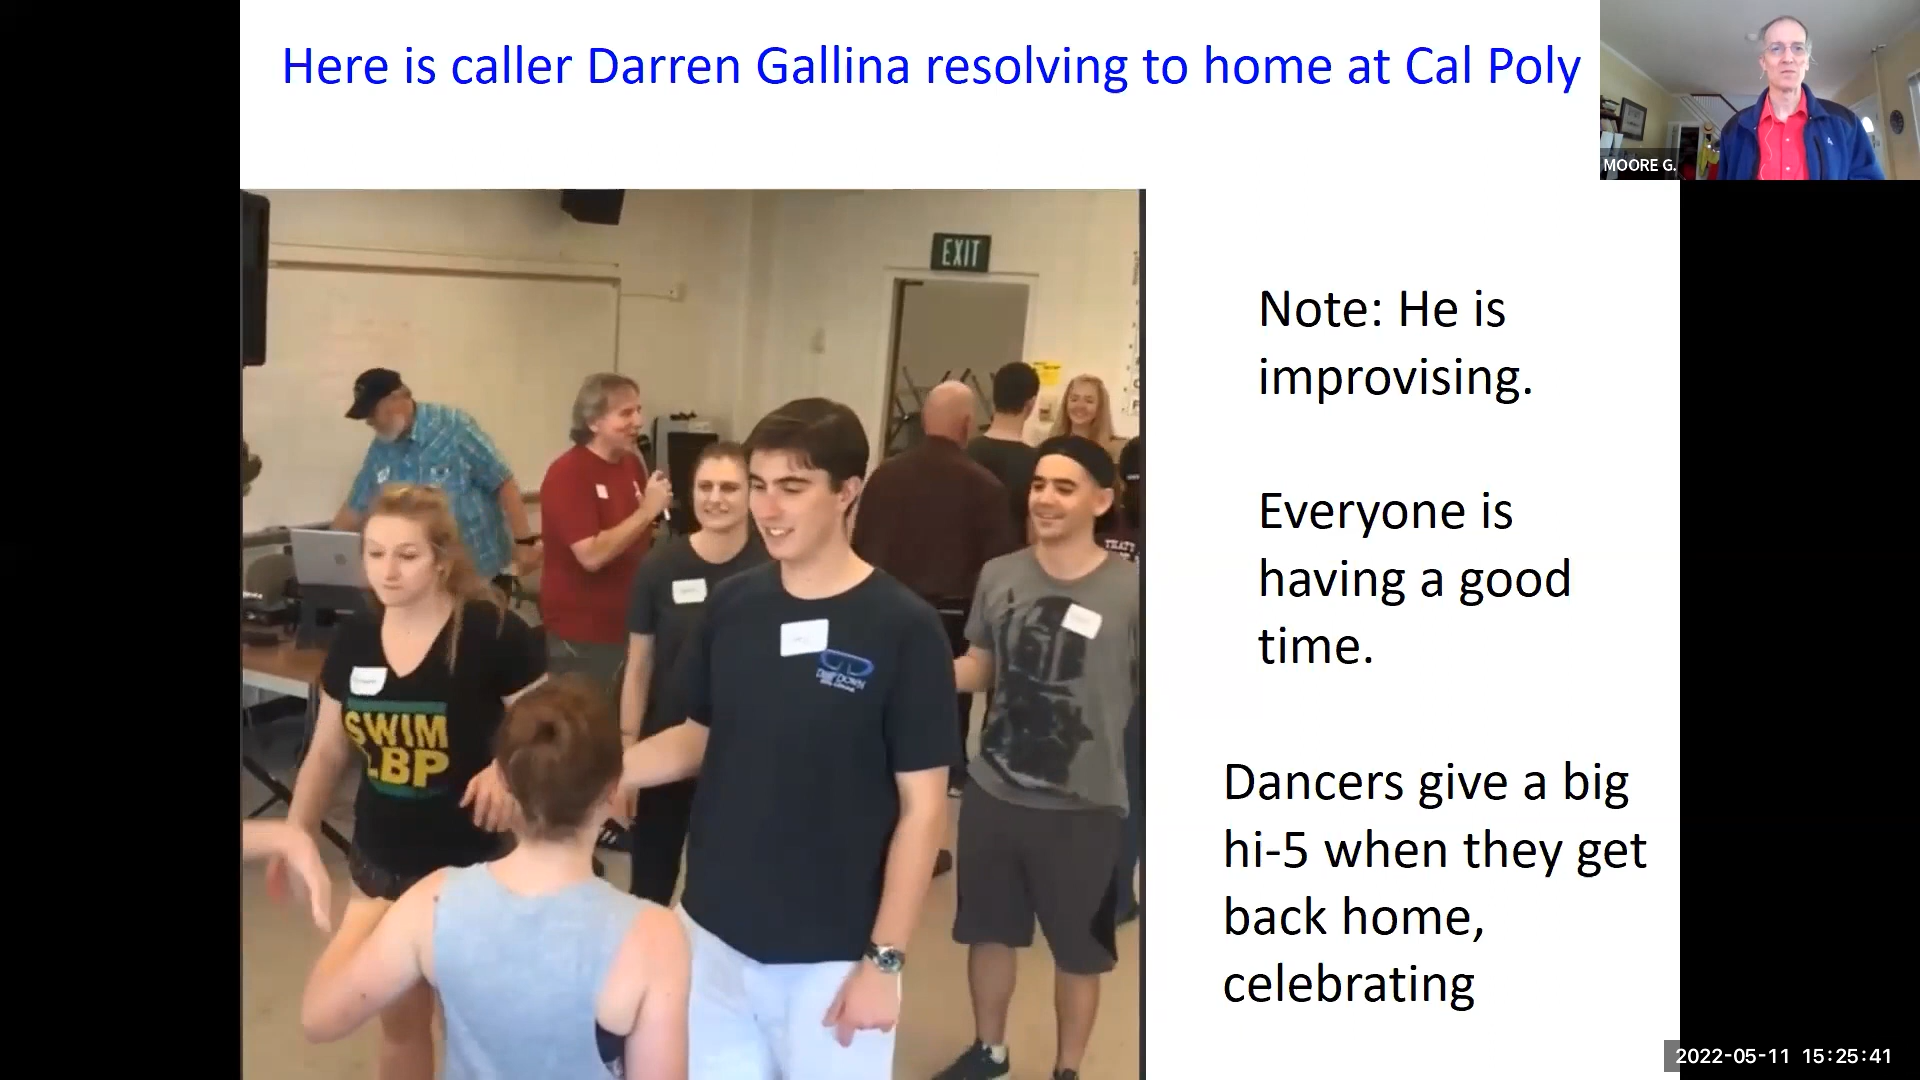 Here is caller Darren Gallina resolving to home at Cal Poly
MOORE G.
EXIT
Note: He is
improvising.
Everyone is
having a good
time.
SWIM
LBP
Dancers give a big
hi-5 when they get
back home,
celebrating
2022-05-11 15:25:41